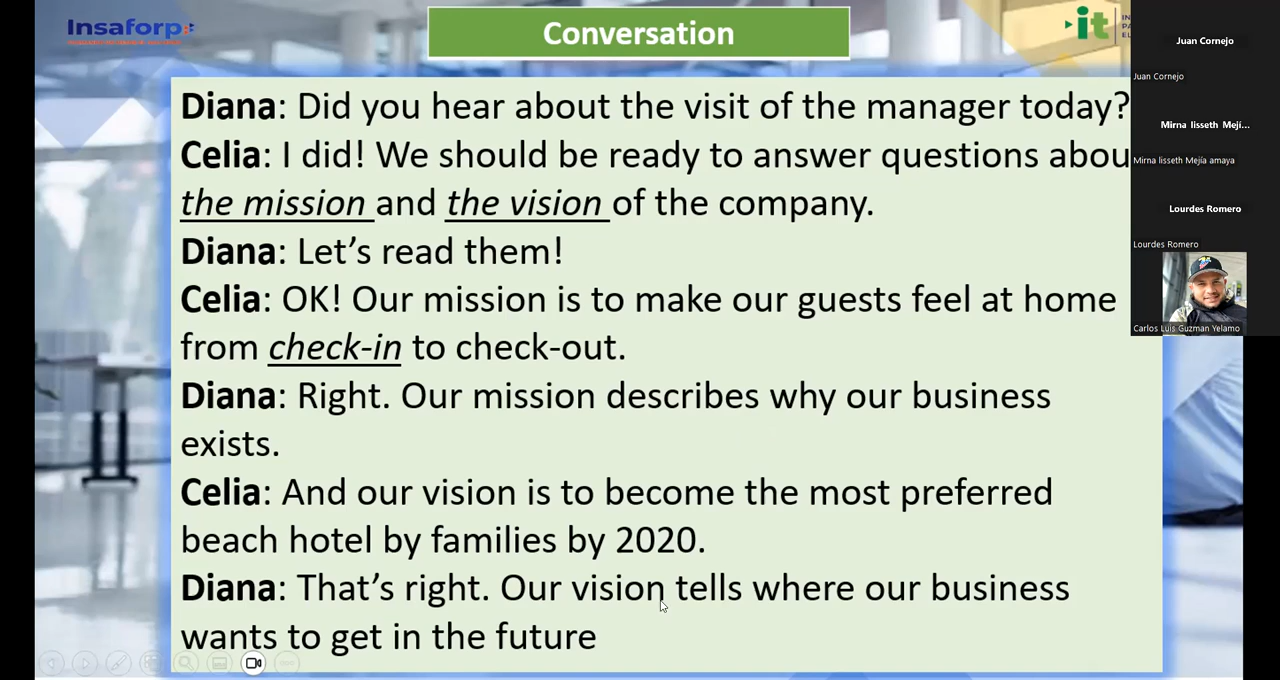 Insaforp
Conversation
it
Juan Cornejo
Juan Cornejo
Mirna lisseth Mejí...
Mirna lisseth Mejía amaya
Lourdes Romero
Lourdes Romero
Carlos Luis Guzman Yelamo
Diana: Did you hear about the visit of the manager today?
Celia: I did! We should be ready to answer questions abou
the mission and the vision of the company.
Diana: Let's read them!
Celia: OK! Our mission is to make our guests feel at home
from check-in to check-out.
Diana: Right. Our mission describes why our business
exists.
Celia: And our vision is to become the most preferred
beach hotel by families by 2020.
Diana: That's right. Our vision tells where our business
wants to get in the future